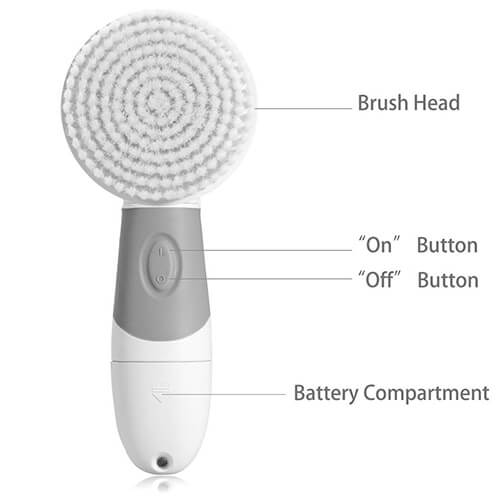 Brush Head
“On” Button
“Off” Button
Battery Compartment